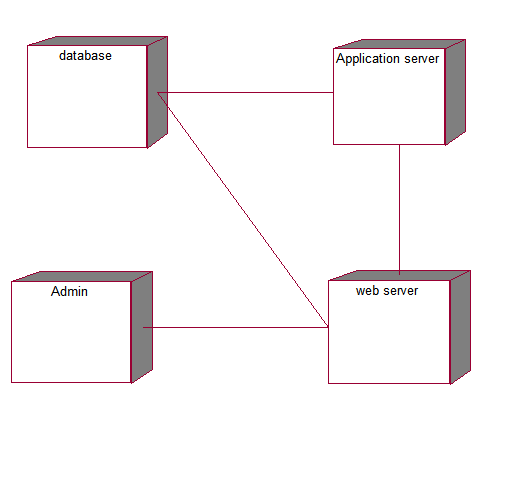 database
Application server
Admin
web server